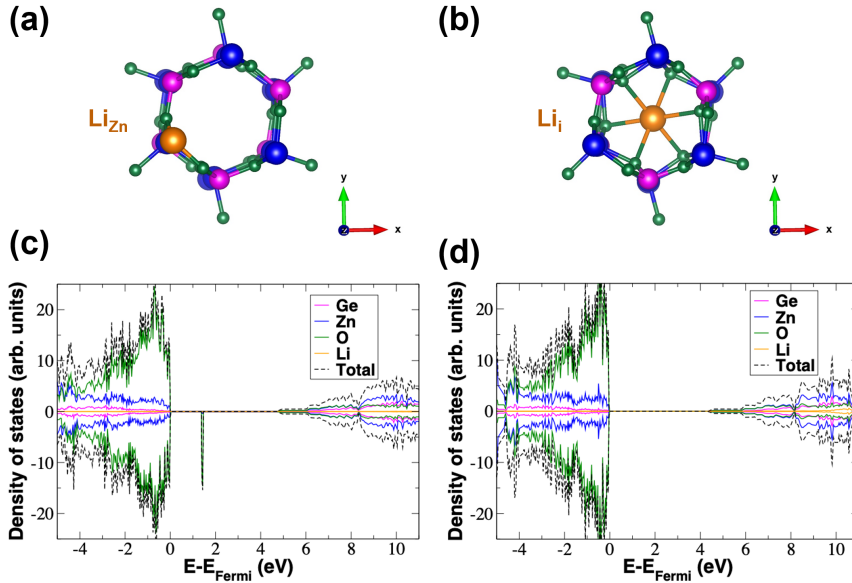 (a)
(b)
Li_Zn
Li_i
y
x
z
y
x
z
(c)
(d)
Density of states (arb. units)
20
10
0
-10
-20
-4
-2
0
2
4
6
8
10
E-E_Fermi (eV)
Ge
Zn
O
Li
Total
Density of states (arb. units)
20
10
0
-10
-20
-4
-2
0
2
4
6
8
10
E-E_Fermi (eV)
Ge
Zn
O
Li
Total